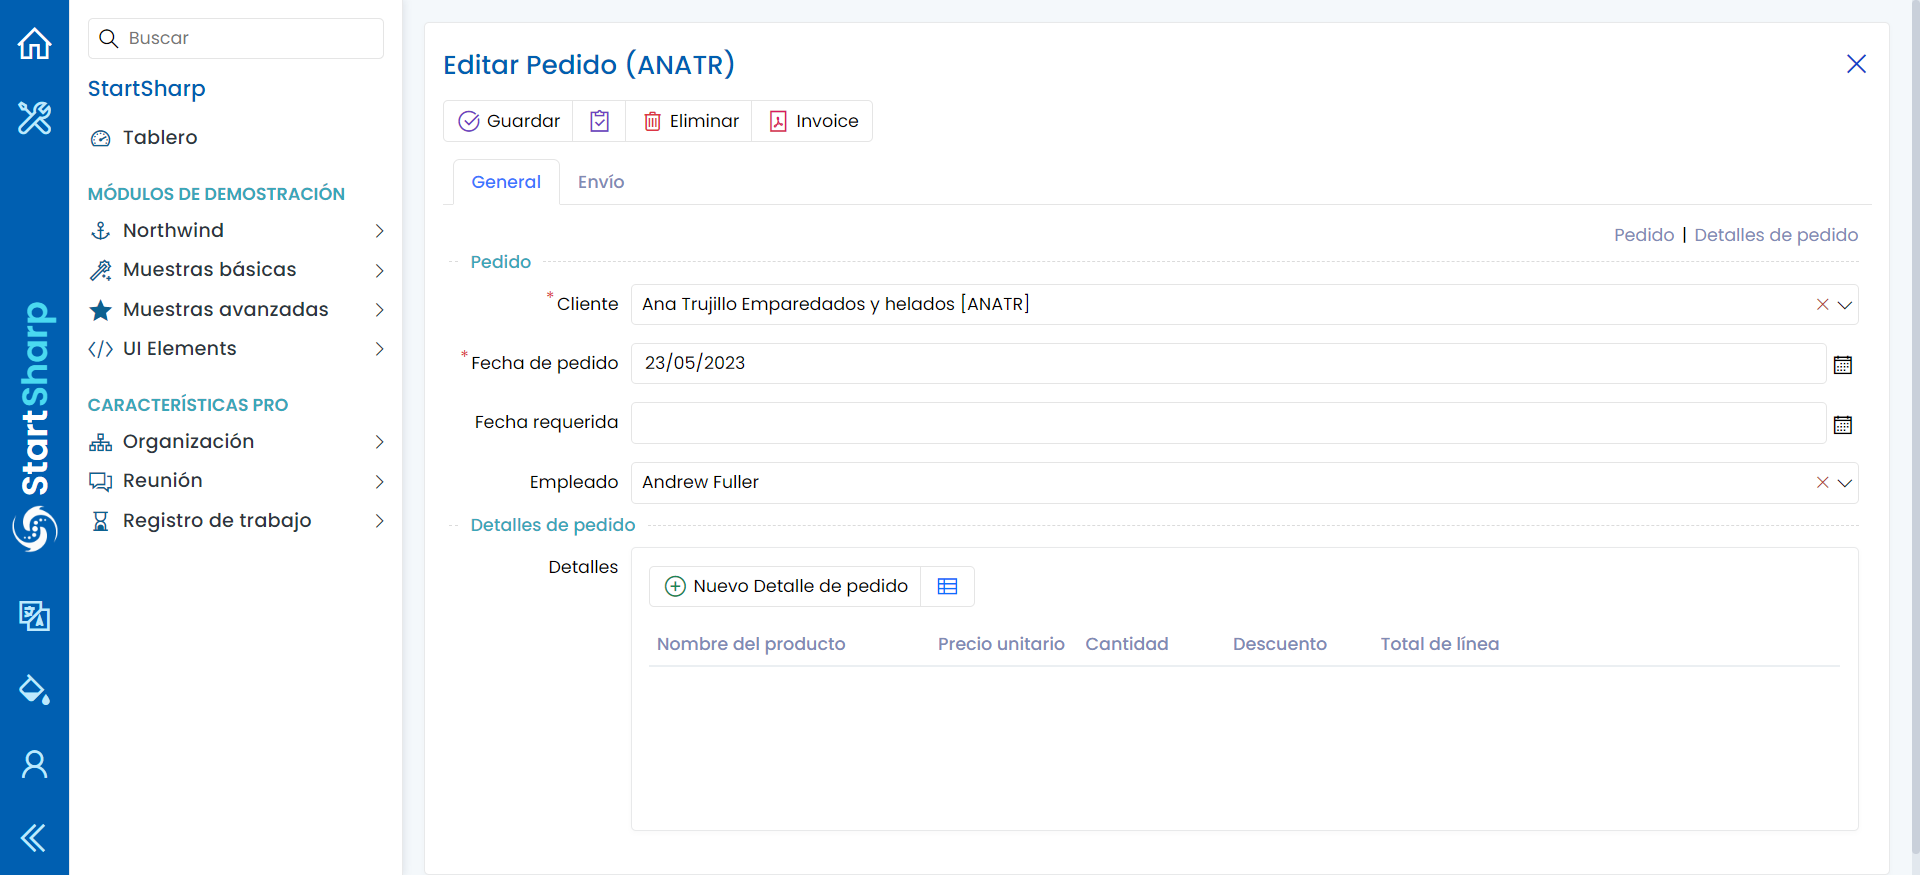 Buscar
StartSharp
Tablero
MÓDULOS DE DEMOSTRACIÓN
Northwind
Muestras básicas
Muestras avanzadas
UI Elements
CARACTERÍSTICAS PRO
Organización
Reunión
Registro de trabajo
StartSharp
Editar Pedido (ANATR)
Guardar Eliminar Invoice
General Envío
Pedido | Detalles de pedido
Pedido
* Cliente Ana Trujillo Emparedados y helados [ANATR]
* Fecha de pedido 23/05/2023
Fecha requerida
Empleado Andrew Fuller
Detalles de pedido
Detalles
Nuevo Detalle de pedido
Nombre del producto Precio unitario Cantidad Descuento Total de línea